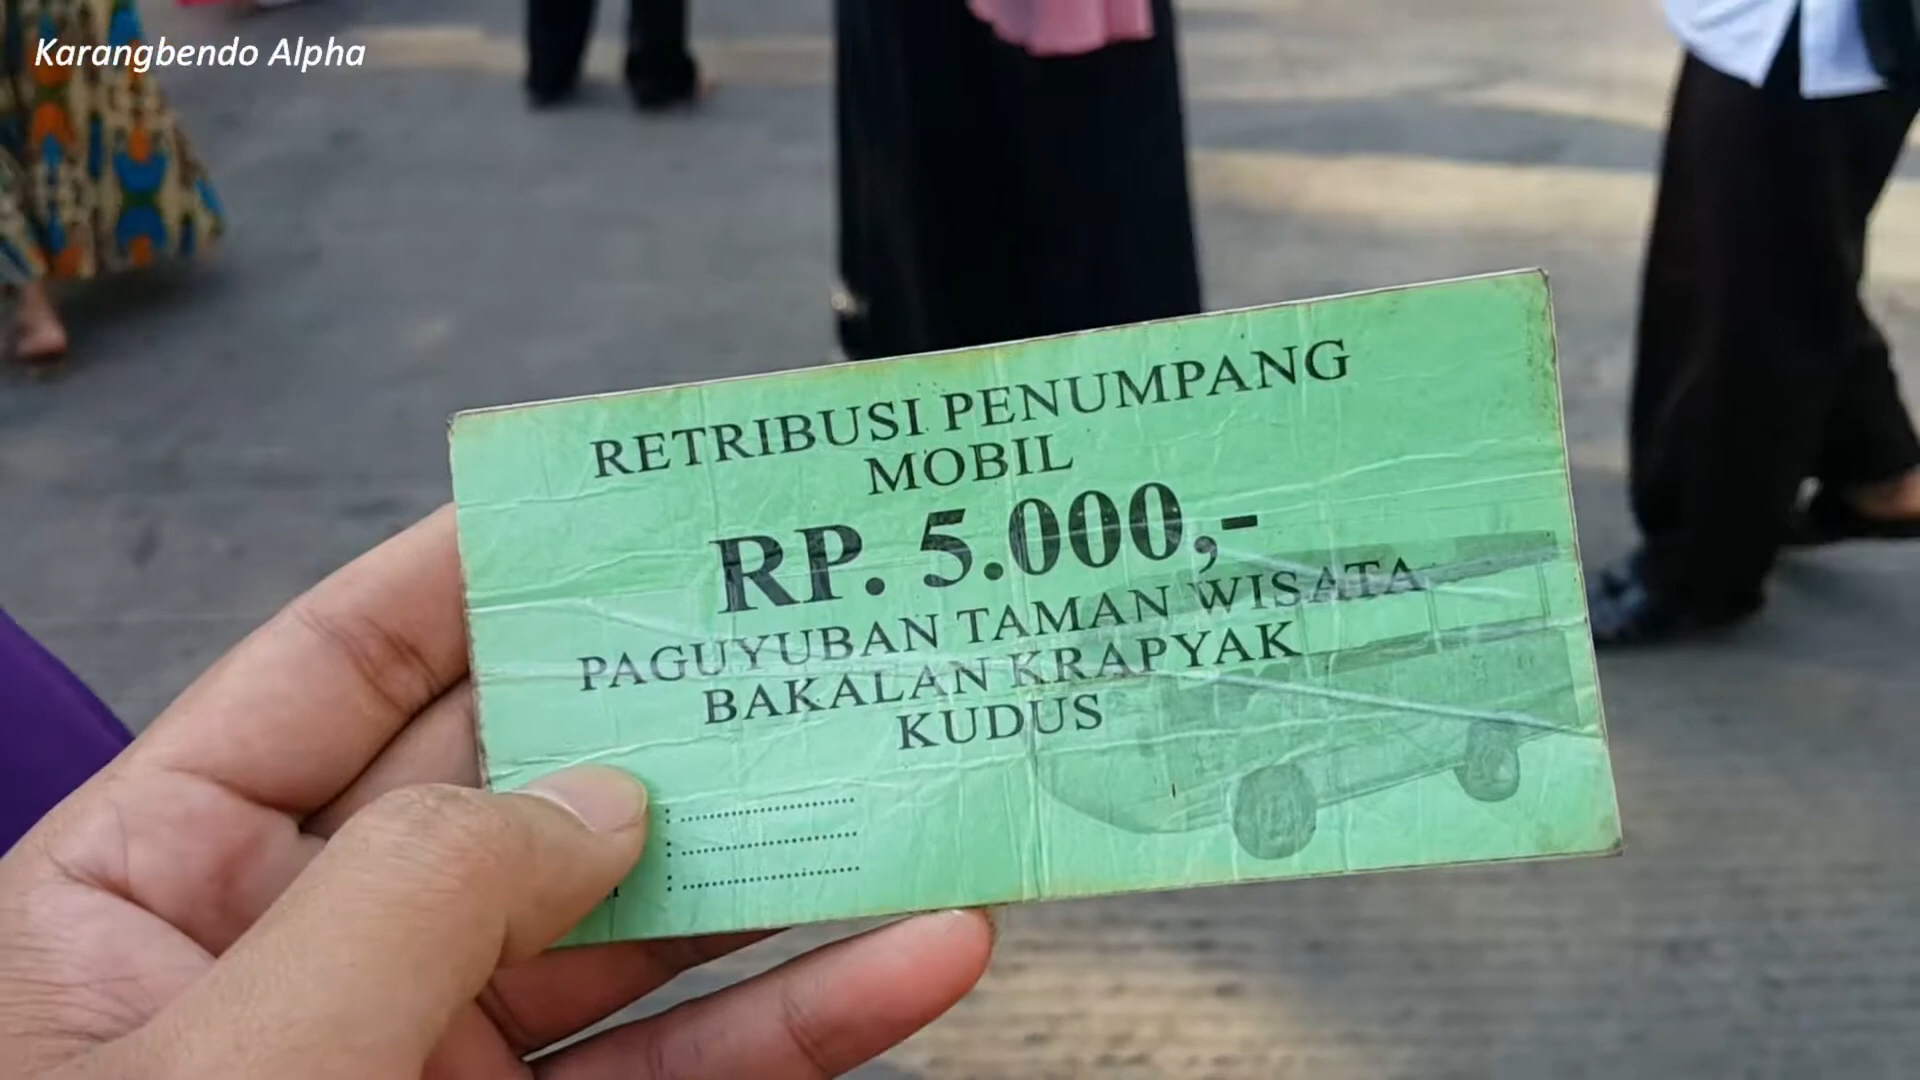 Karangbendo Alpha
RETRIBUSI PENUMPANG
MOBIL
RP. 5.000,-
PAGUYUBAN TAMAN WISATA
BAKALAN KRAPYAK
KUDUS
:..............................
:..............................
:..............................